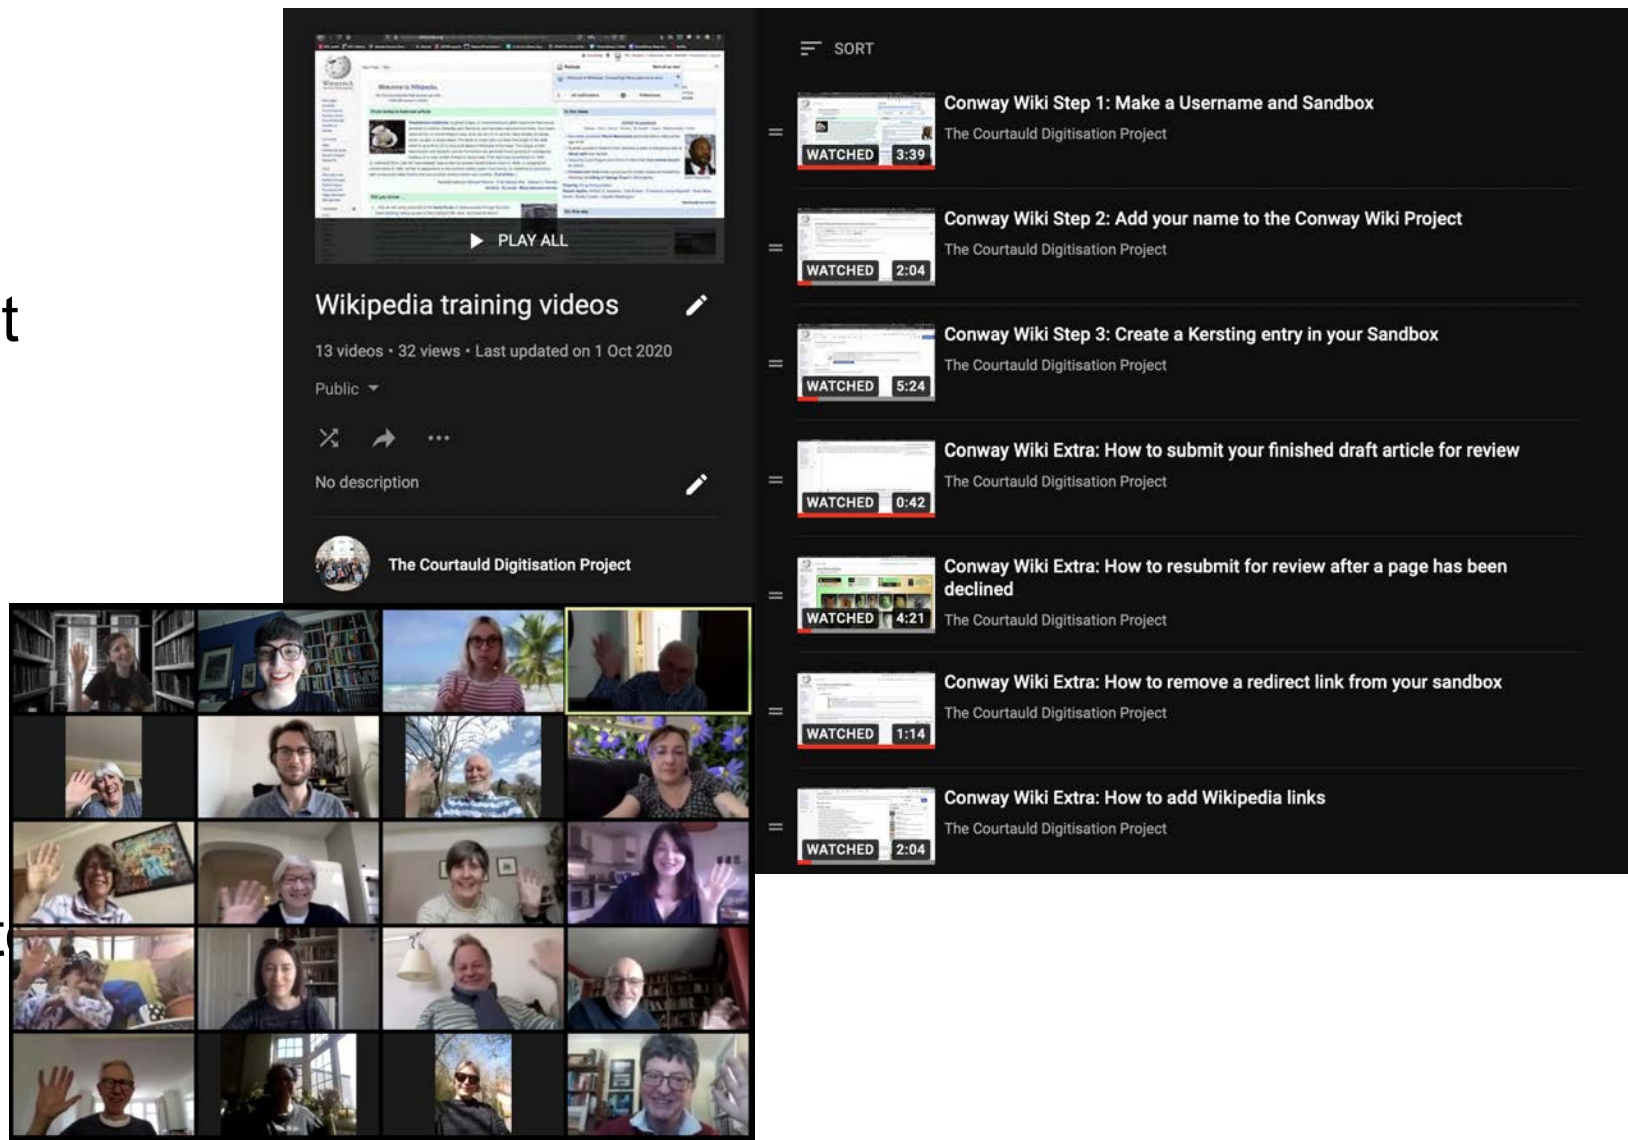 t
PLAY ALL
Wikipedia training videos
13 videos • 32 views • Last updated on 1 Oct 2020
Public
No description
The Courtauld Digitisation Project
SORT
Conway Wiki Step 1: Make a Username and Sandbox
The Courtauld Digitisation Project
WATCHED 3:39
Conway Wiki Step 2: Add your name to the Conway Wiki Project
The Courtauld Digitisation Project
WATCHED 2:04
Conway Wiki Step 3: Create a Kersting entry in your Sandbox
The Courtauld Digitisation Project
WATCHED 5:24
Conway Wiki Extra: How to submit your finished draft article for review
The Courtauld Digitisation Project
WATCHED 0:42
Conway Wiki Extra: How to resubmit for review after a page has been
declined
The Courtauld Digitisation Project
WATCHED 4:21
Conway Wiki Extra: How to remove a redirect link from your sandbox
The Courtauld Digitisation Project
WATCHED 1:14
Conway Wiki Extra: How to add Wikipedia links
The Courtauld Digitisation Project
WATCHED 2:04